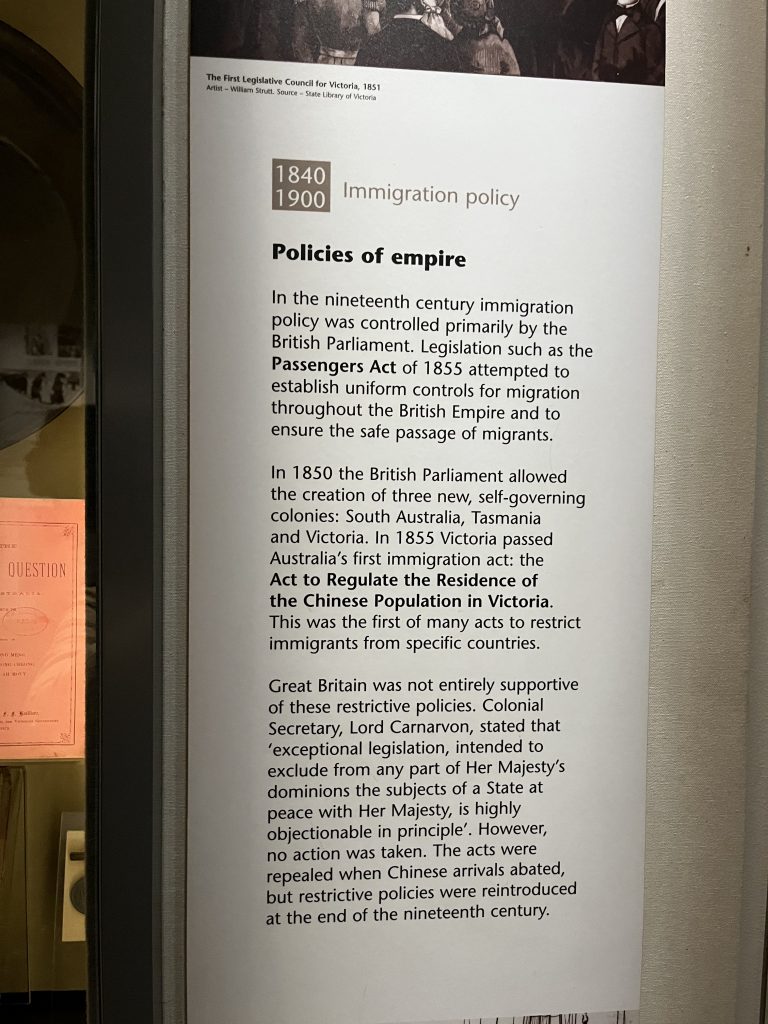 The First Legislative Council for Victoria, 1851
Artist – William Strutt. Source – State Library of Victoria
1840
1900
Immigration policy
Policies of empire
In the nineteenth century immigration
policy was controlled primarily by the
British Parliament. Legislation such as the
Passengers Act of 1855 attempted to
establish uniform controls for migration
throughout the British Empire and to
ensure the safe passage of migrants.
In 1850 the British Parliament allowed
the creation of three new, self-governing
colonies: South Australia, Tasmania
and Victoria. In 1855 Victoria passed
Australia's first immigration act: the
Act to Regulate the Residence of
the Chinese Population in Victoria.
This was the first of many acts to restrict
immigrants from specific countries.
Great Britain was not entirely supportive
of these restrictive policies. Colonial
Secretary, Lord Carnarvon, stated that
‘exceptional legislation, intended to
exclude from any part of Her Majesty's
dominions the subjects of a State at
peace with Her Majesty, is highly
objectionable in principle’. However,
no action was taken. The acts were
repealed when Chinese arrivals abated,
but restrictive policies were reintroduced
at the end of the nineteenth century.
QUESTION